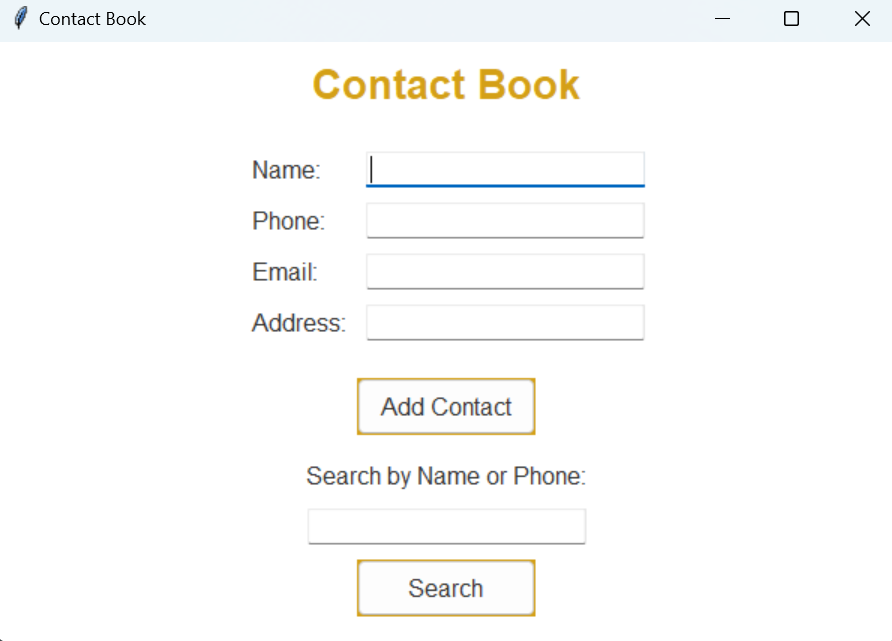 Contact Book
Contact Book
Name:
Phone:
Email:
Address:
Add Contact
Search by Name or Phone:
Search